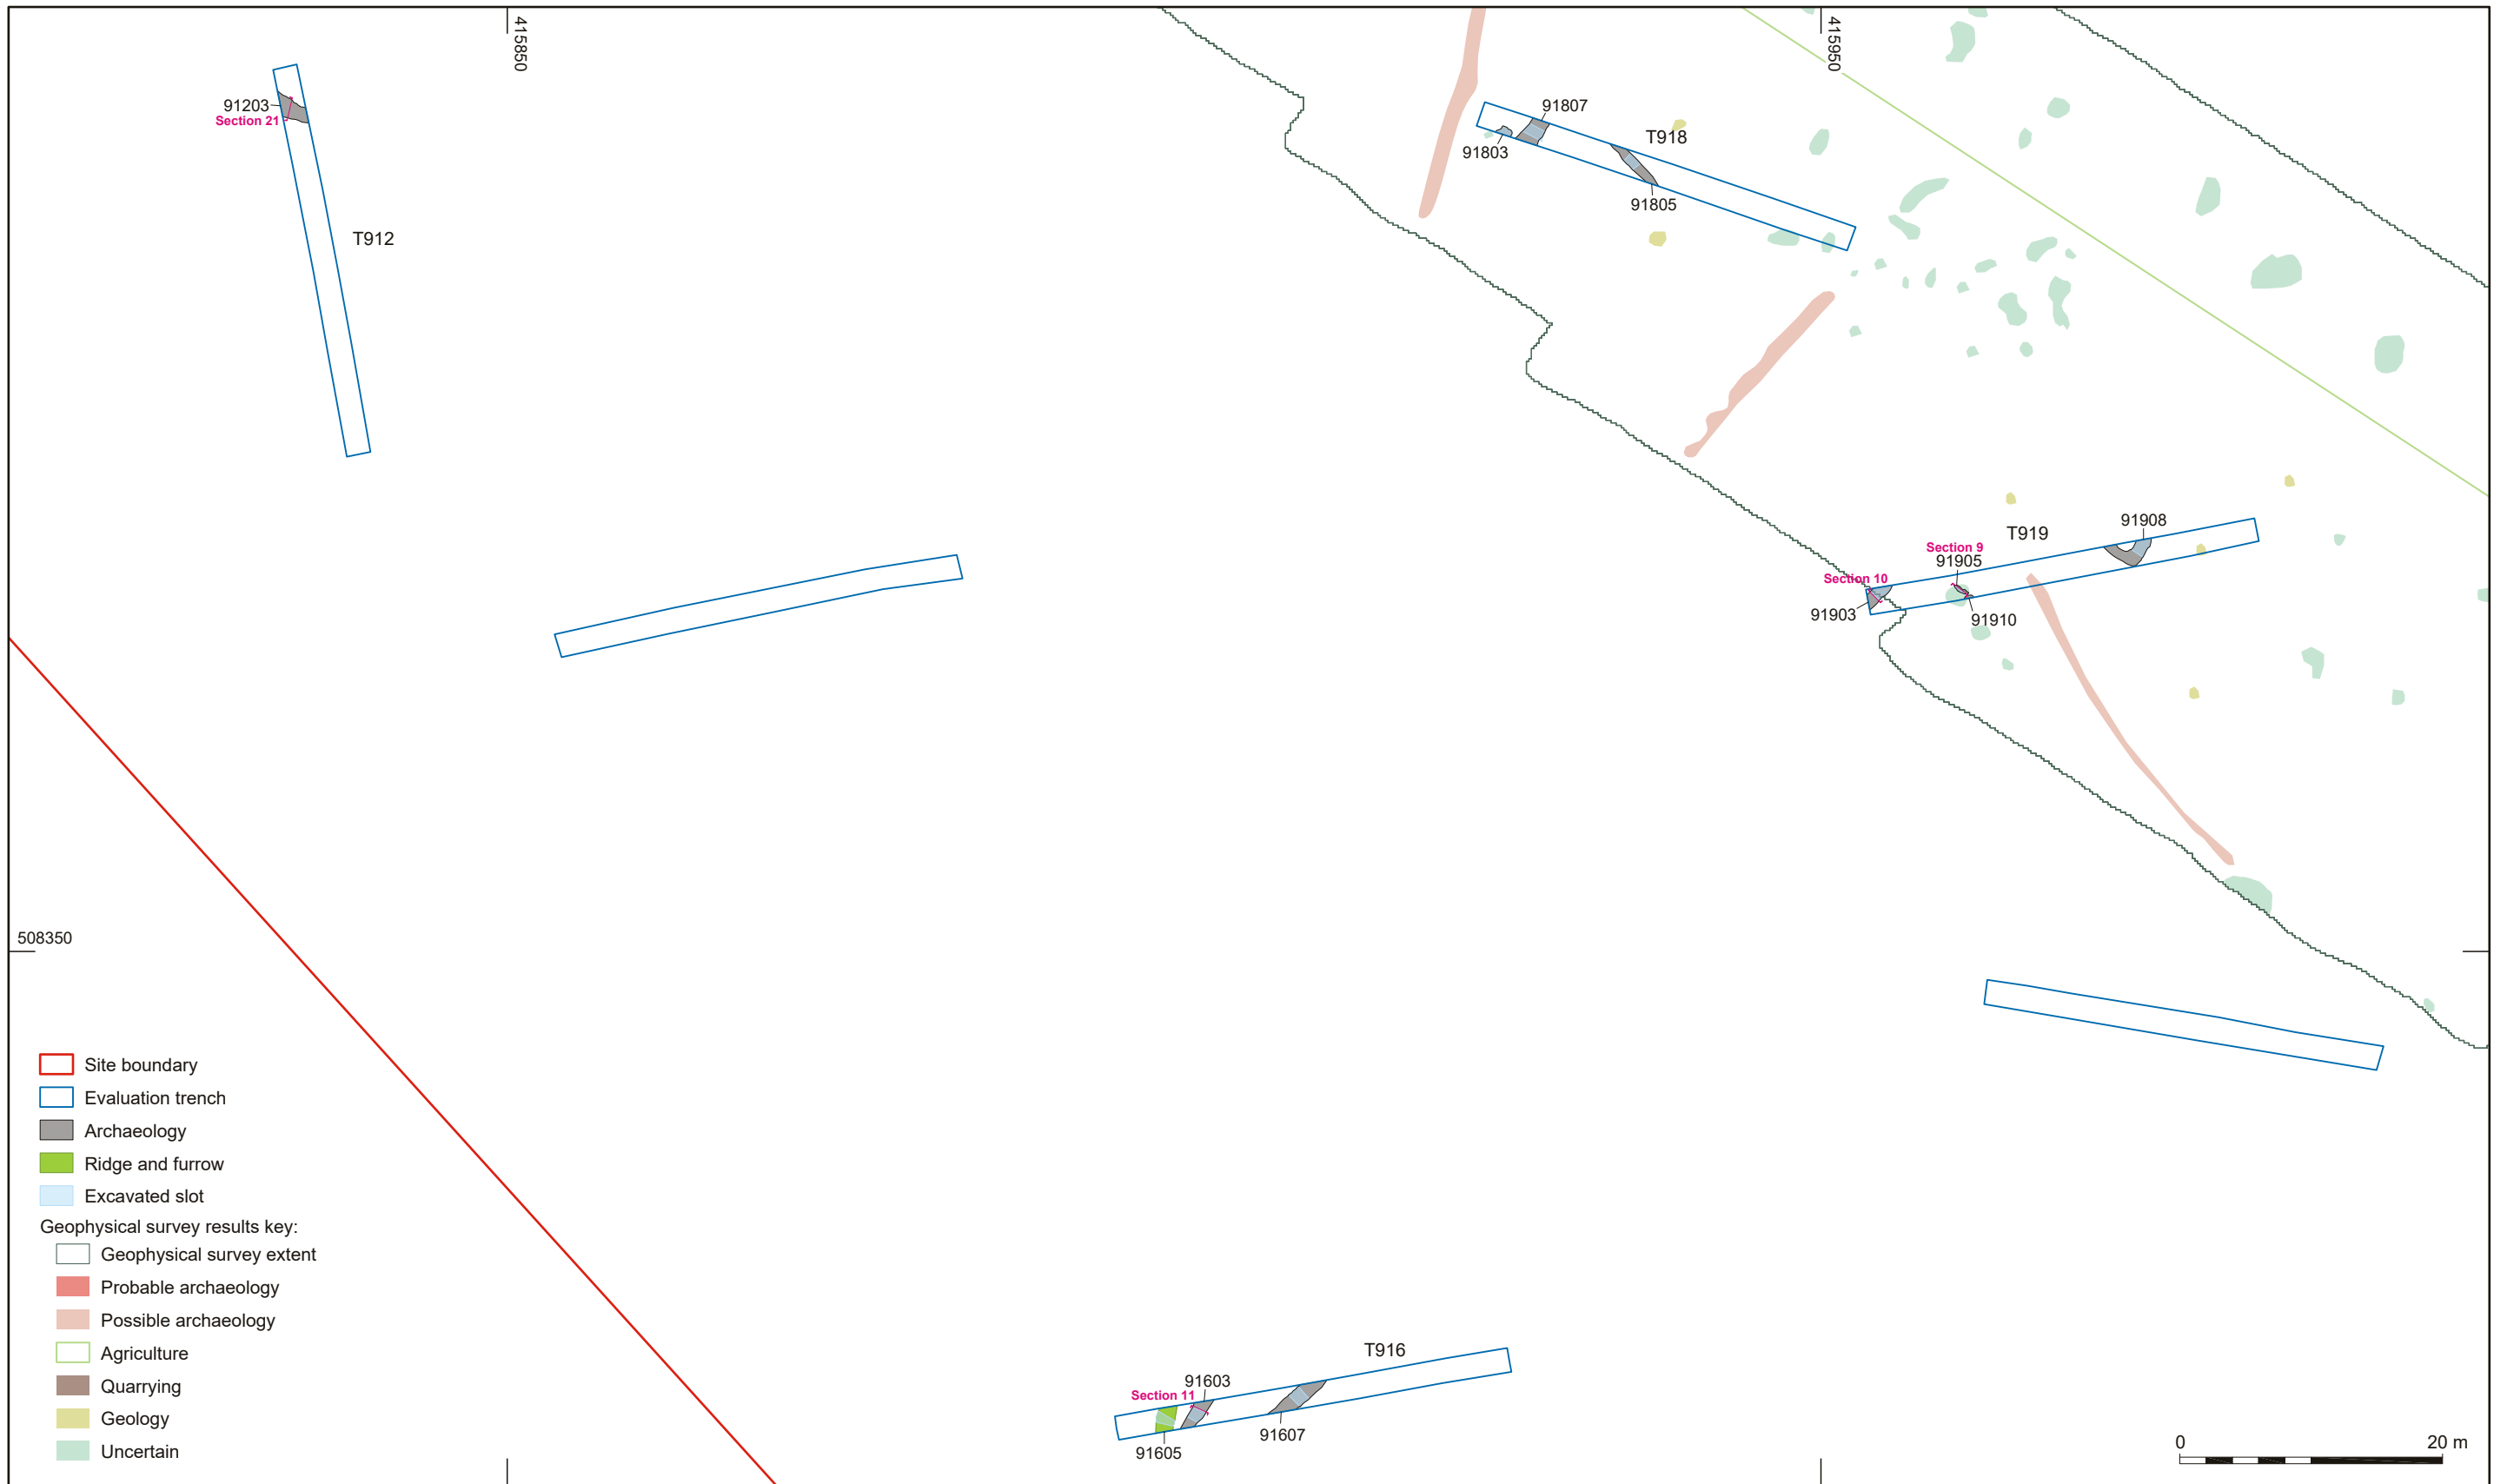 415850
415950
91203
Section 21
T912
91807
T918
91803
91805
T919
91908
Section 9
91905
Section 10
91903
91910
508350
Site boundary
Evaluation trench
Archaeology
Ridge and furrow
Excavated slot
Geophysical survey results key:
Geophysical survey extent
Probable archaeology
Possible archaeology
Agriculture
Quarrying
Geology
Uncertain
T916
91603
Section 11
91607
91605
0 20 m